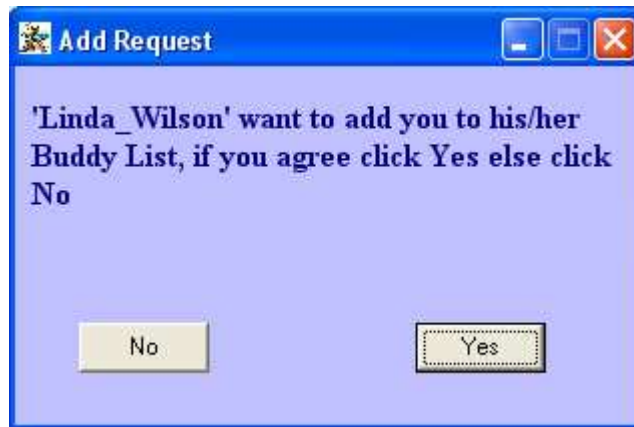 Add Request
'Linda_Wilson' want to add you to his/her
Buddy List, if you agree click Yes else click
No
No
Yes